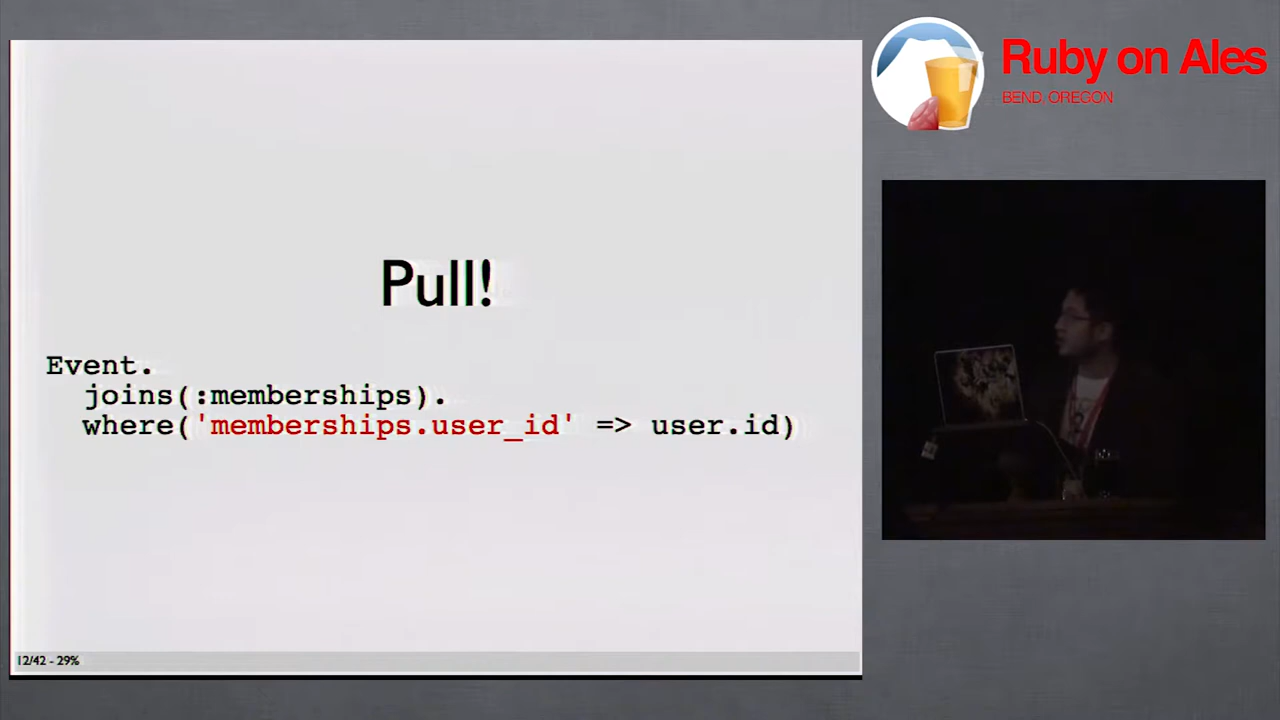 Ruby on Ales
BEND, OREGON
Pull!
Event.
joins(:memberships).
where('memberships.user_id' => user.id)
12/42 - 29%